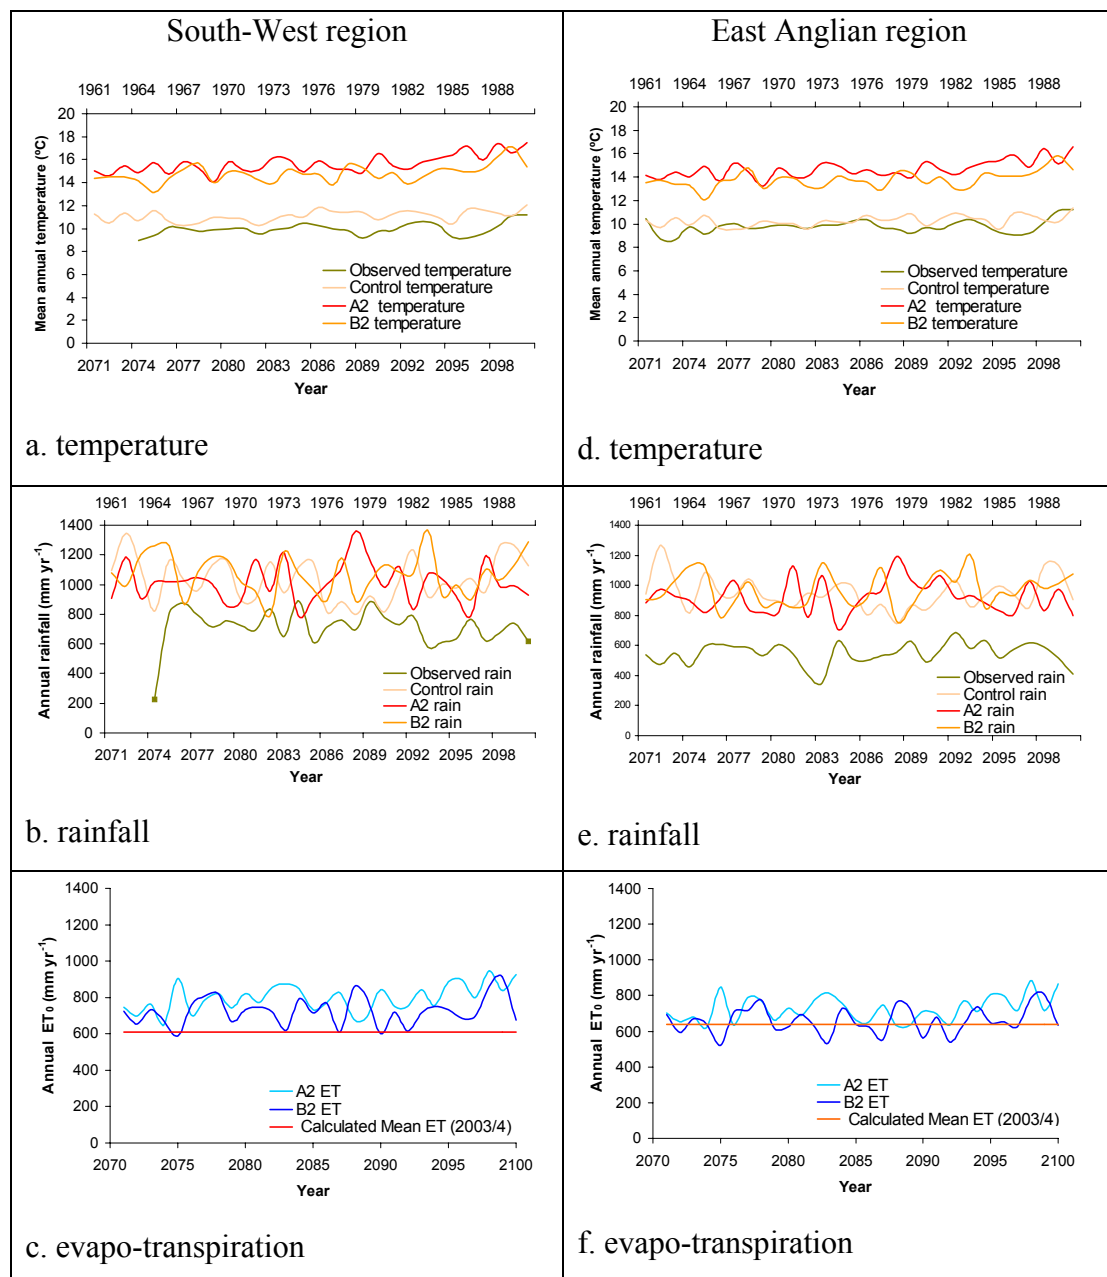 South-West region
1961 1964 1967 1970 1973 1976 1979 1982 1985 1988
20
18
16
14
12
10
8
6
4
2
0
Mean annual temperature (ºC)
Observed temperature
Control temperature
A2 temperature
B2 temperature
2071 2074 2077 2080 2083 2086 2089 2092 2095 2098
Year
a. temperature
East Anglian region
1961 1964 1967 1970 1973 1976 1979 1982 1985 1988
20
18
16
14
12
10
8
6
4
2
0
Mean annual temperature (ºC)
Observed temperature
Control temperature
A2 temperature
B2 temperature
2071 2074 2077 2080 2083 2086 2089 2092 2095 2098
Year
d. temperature
1961 1964 1967 1970 1973 1976 1979 1982 1985 1988
1400
1200
1000
800
600
400
200
0
Annual rainfall (mm yr-1)
Observed rain
Control rain
A2 rain
B2 rain
2071 2074 2077 2080 2083 2086 2089 2092 2095 2098
Year
b. rainfall
1961 1964 1967 1970 1973 1976 1979 1982 1985 1988
1400
1200
1000
800
600
400
200
0
Annual rainfall (mm yr-1)
Observed rain
Control rain
A2 rain
B2 rain
2071 2074 2077 2080 2083 2086 2089 2092 2095 2098
Year
e. rainfall
1400
1200
1000
800
600
400
200
0
Annual ET0 (mm yr-1)
A2 ET
B2 ET
Calculated Mean ET (2003/4)
2070 2075 2080 2085 2090 2095 2100
Year
c. evapo-transpiration
1400
1200
1000
800
600
400
200
0
Annual ET0 (mm yr-1)
A2 ET
B2 ET
Calculated Mean ET (2003/4)
2070 2075 2080 2085 2090 2095 2100
Year
f. evapo-transpiration